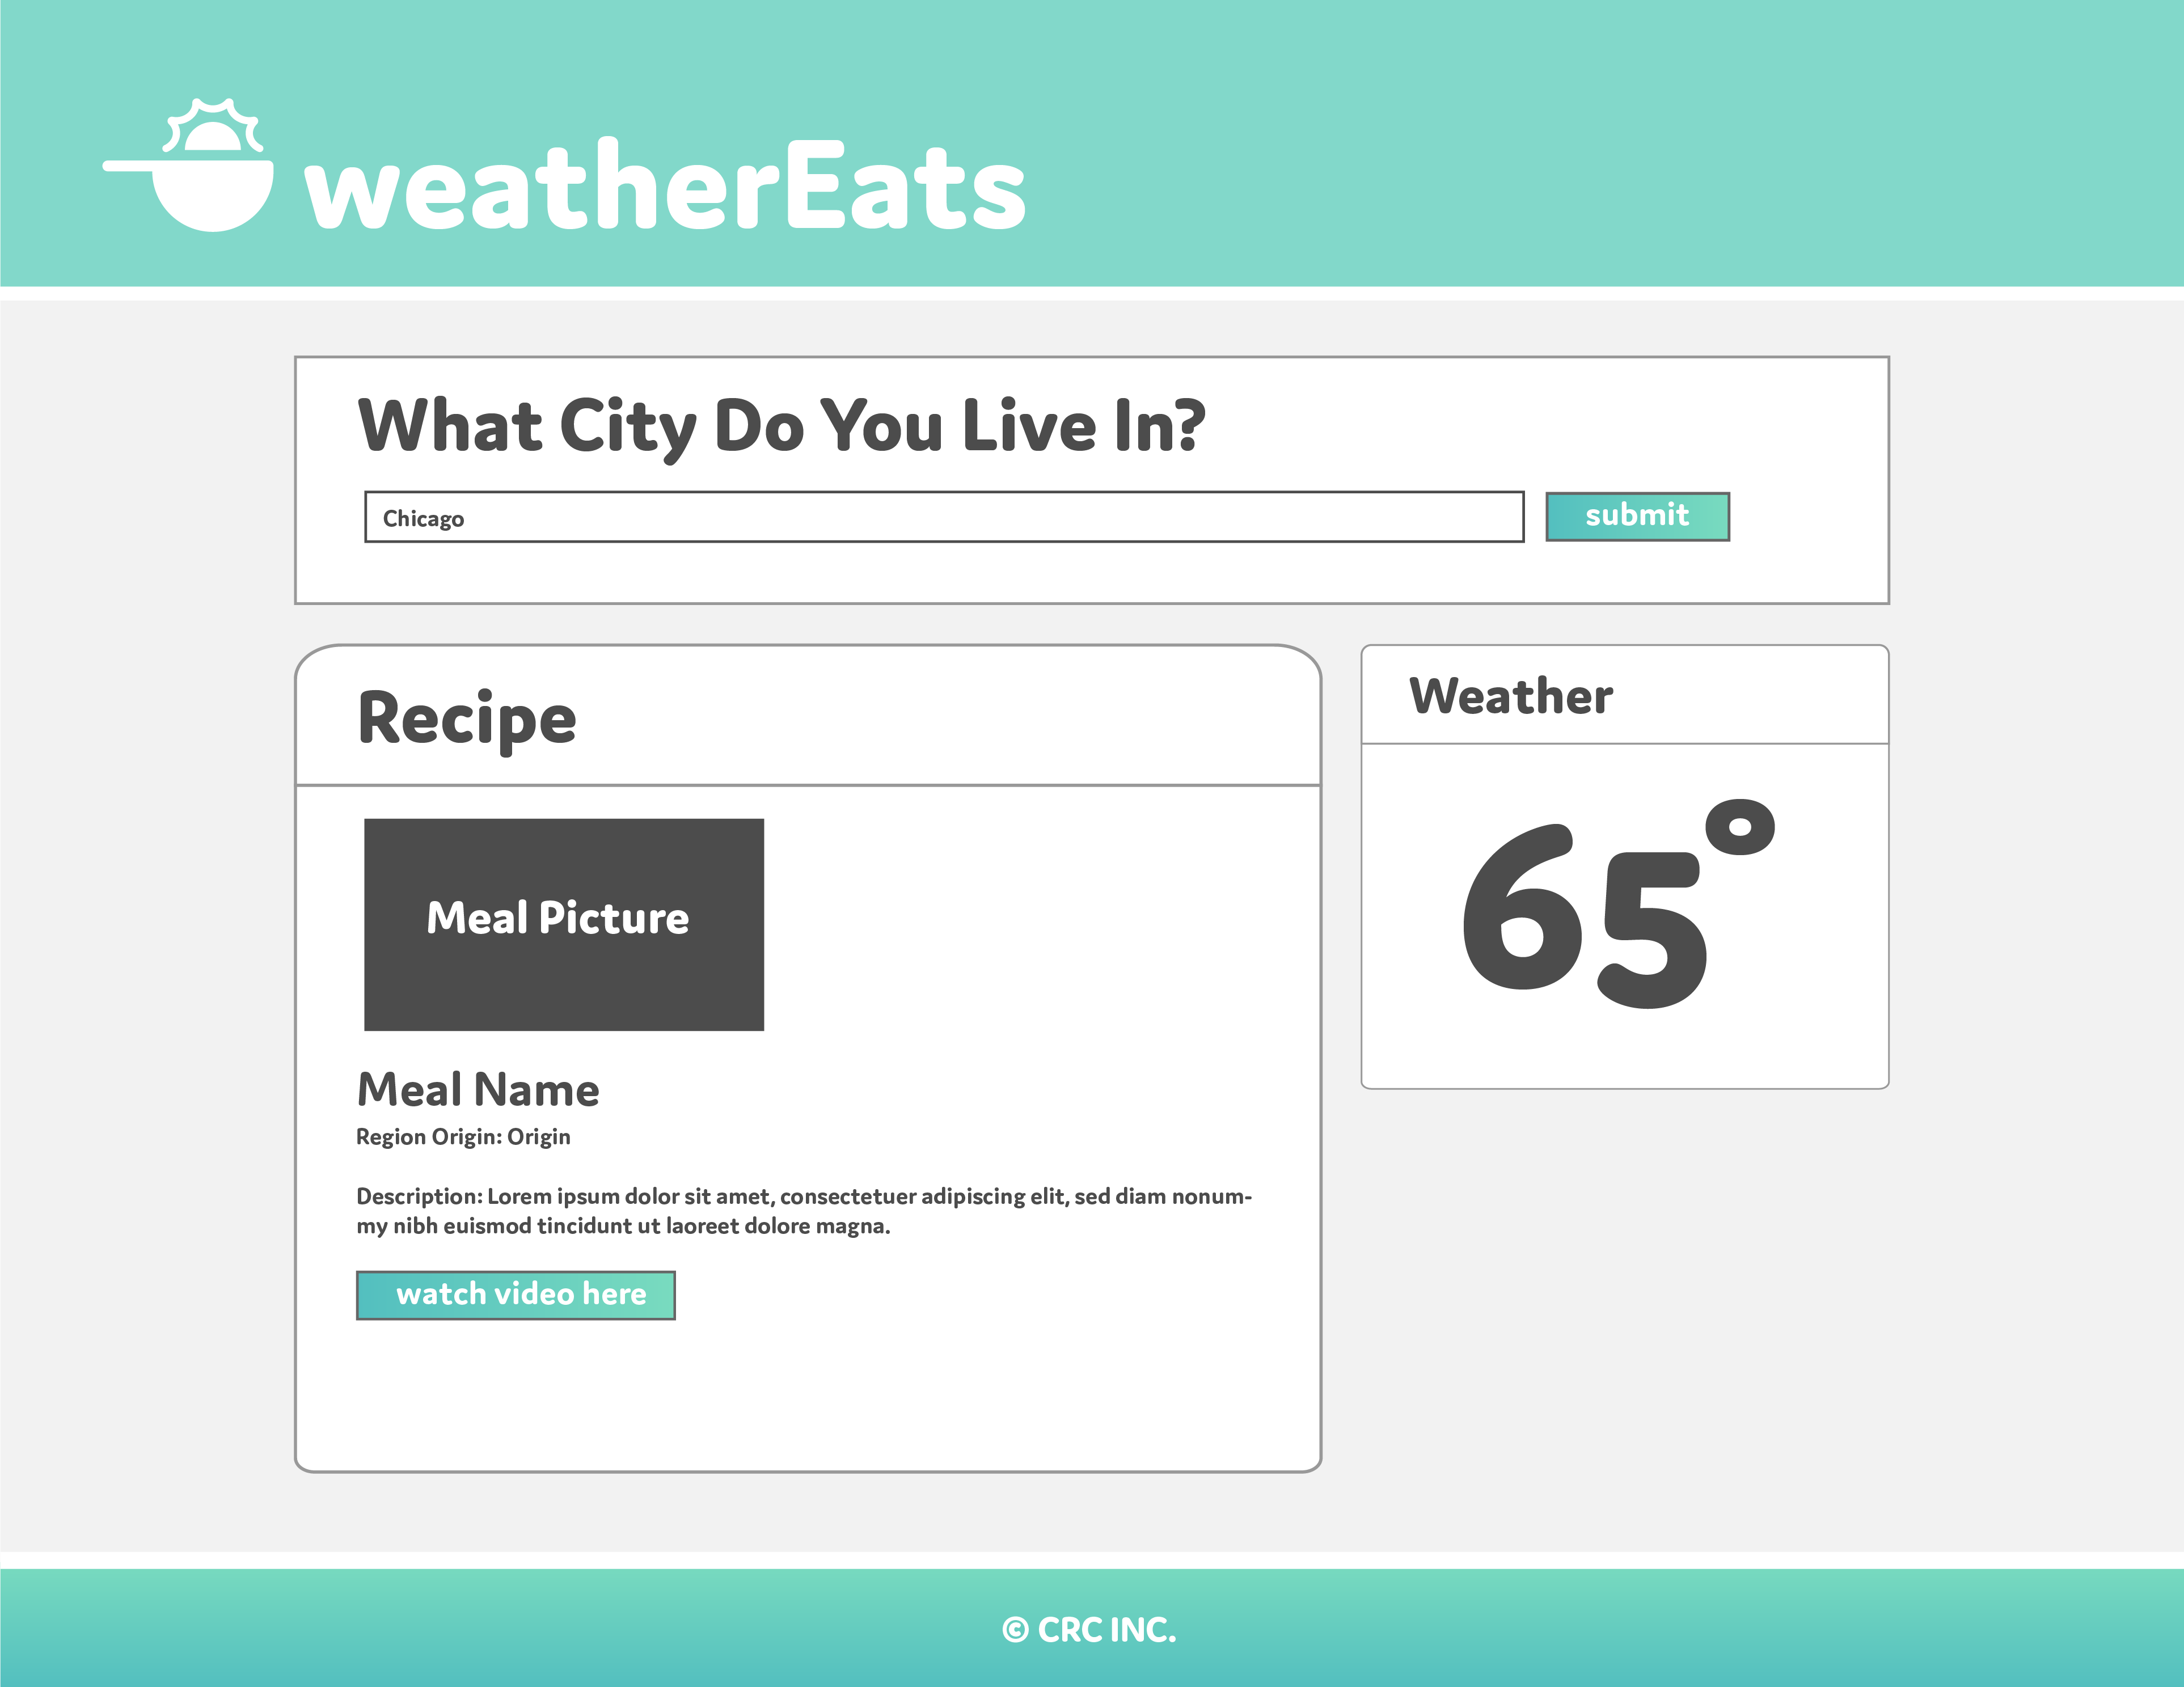 weatherEats
What City Do You Live In?
Chicago
submit
Recipe
Weather
65°
Meal Picture
Meal Name
Region Origin: Origin
Description: Lorem ipsum dolor sit amet, consectetuer adipiscing elit, sed diam nonum-
my nibh euismod tincidunt ut laoreet dolore magna.
watch video here
© CRC INC.